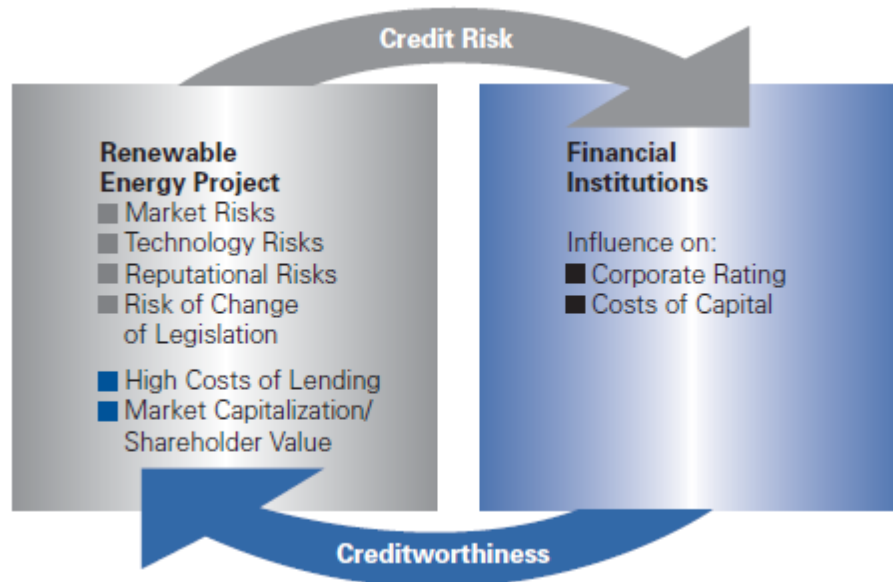 Credit Risk
Renewable
Energy Project
Market Risks
Technology Risks
Reputational Risks
Risk of Change
of Legislation
High Costs of Lending
Market Capitalization/
Shareholder Value
Financial
Institutions
Influence on:
Corporate Rating
Costs of Capital
Creditworthiness